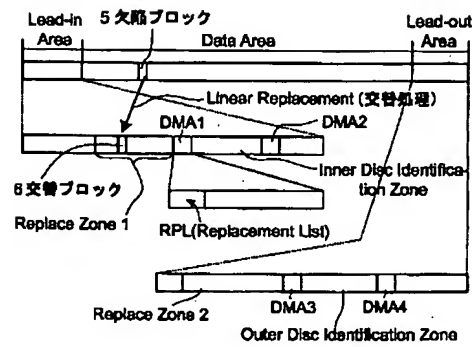 Lead-in
Area
5 欠陥ブロック
Data Area
Lead-out
Area
Linear Replacement (交替処理)
DMA1
DMA2
6交替ブロック
Inner Disc Identifica-
tion Zone
Replace Zone 1
RPL(Replacement List)
Replace Zone 2
DMA3
DMA4
Outer Disc Identification Zone